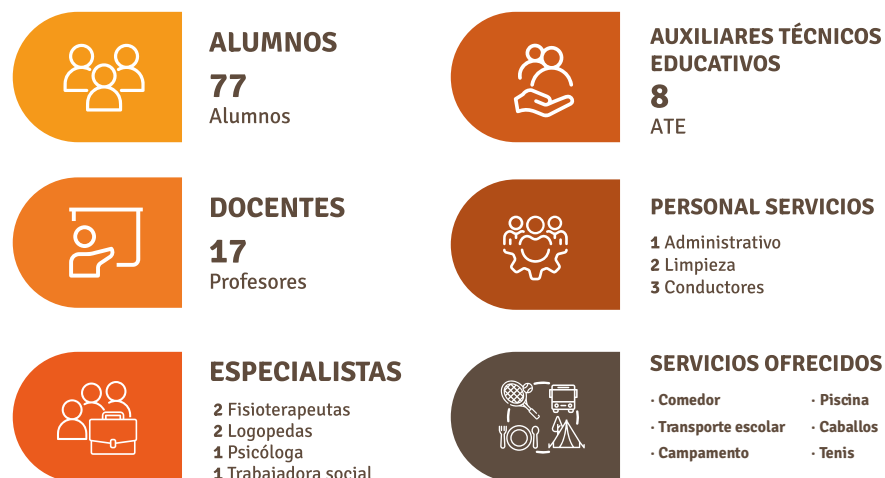 ALUMNOS
77
Alumnos
AUXILIARES TÉCNICOS
EDUCATIVOS
8
ATE
DOCENTES
17
Profesores
PERSONAL SERVICIOS
1 Administrativo
2 Limpieza
3 Conductores
ESPECIALISTAS
2 Fisioterapeutas
2 Logopedas
1 Psicóloga
1 Trabajadora social
SERVICIOS OFRECIDOS
· Comedor
· Transporte escolar
· Campamento
· Piscina
· Caballos
· Tenis